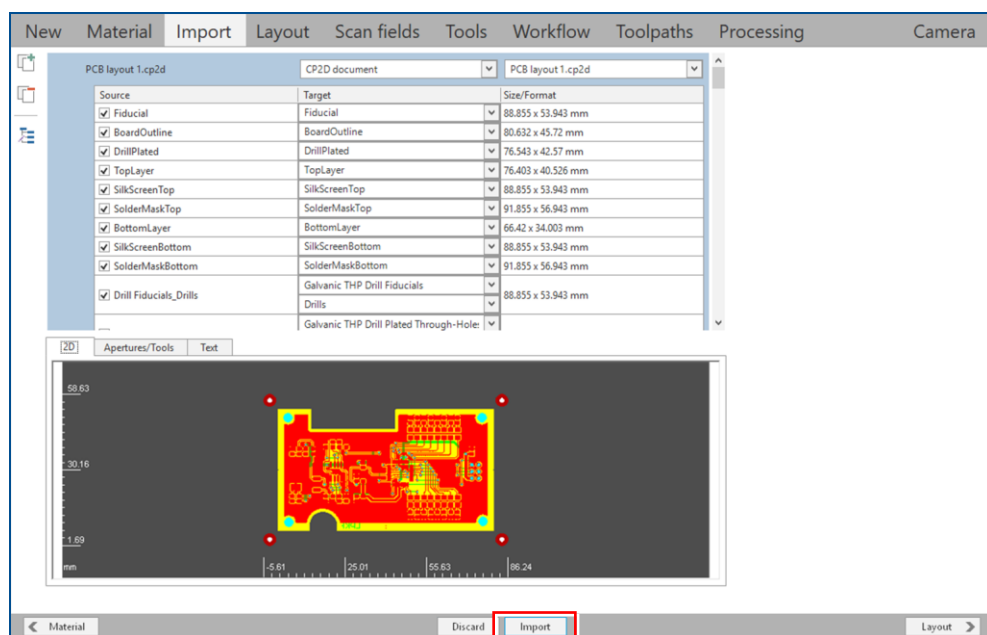 New Material Import Layout Scan fields Tools Workflow Toolpaths Processing Camera
PCB layout 1.cp2d CP2D document PCB layout 1.cp2d
Source Target Size/Format
Fiducial Fiducial 88.855 x 53.943 mm
BoardOutline BoardOutline 80.632 x 45.72 mm
DrillPlated DrillPlated 76.543 x 42.57 mm
TopLayer TopLayer 76.403 x 40.526 mm
SilkScreenTop SilkScreenTop 88.855 x 53.943 mm
SolderMaskTop SolderMaskTop 91.855 x 56.943 mm
BottomLayer BottomLayer 66.42 x 34.003 mm
SilkScreenBottom SilkScreenBottom 88.855 x 53.943 mm
SolderMaskBottom SolderMaskBottom 91.855 x 56.943 mm
Galvanic THP Drill Fiducials
Drill Fiducials_Drills 88.855 x 53.943 mm
Drills
Galvanic THP Drill Plated Through-Hole:
2D Apertures/Tools Text
58.63
30.16
1.69
mm -5.61 25.01 55.63 86.24
Material Discard Import Layout